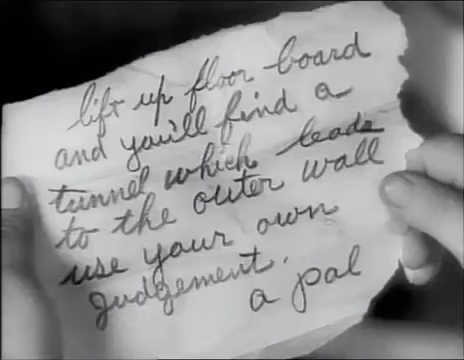 lift up floor board
and you'll find a
tunnel which leads
to the outer wall
use your own
judgement.
a pal